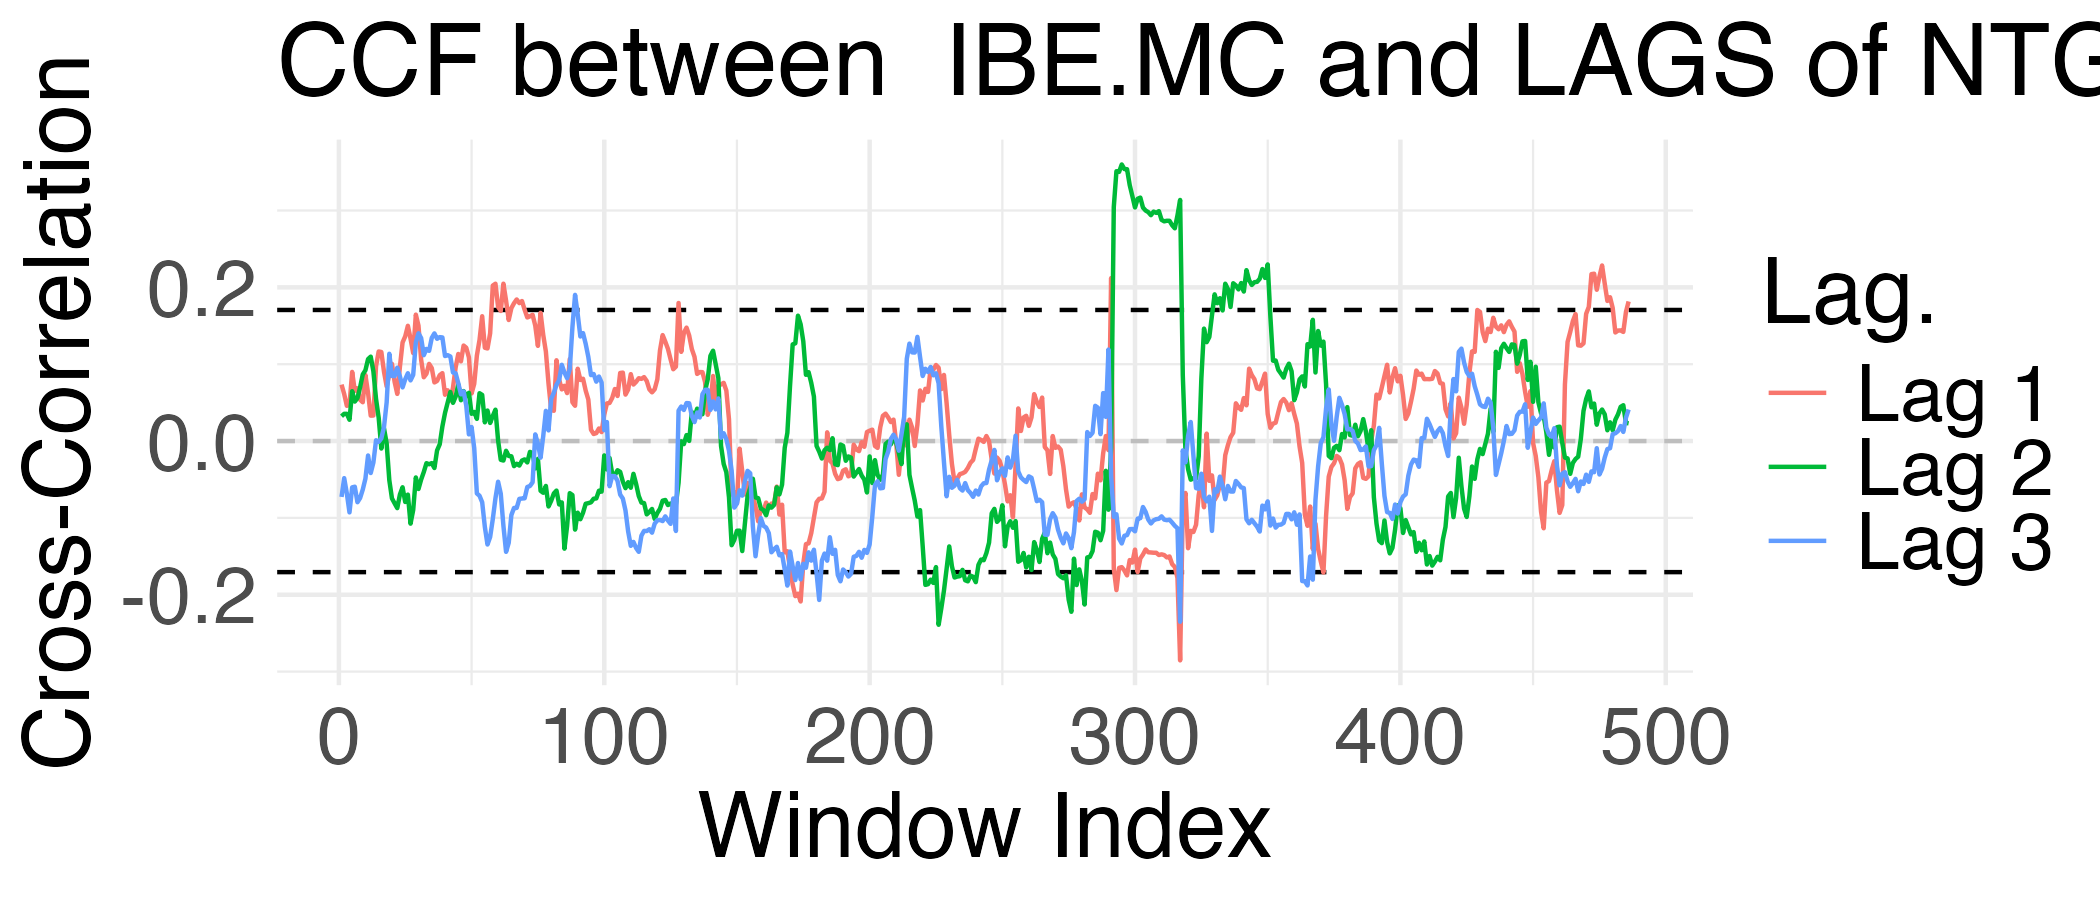 CCF between IBE.MC and LAGS of NTG
Cross-Correlation
0.2
0.0
-0.2
0 100 200 300 400 500
Window Index
Lag.
Lag 1
Lag 2
Lag 3